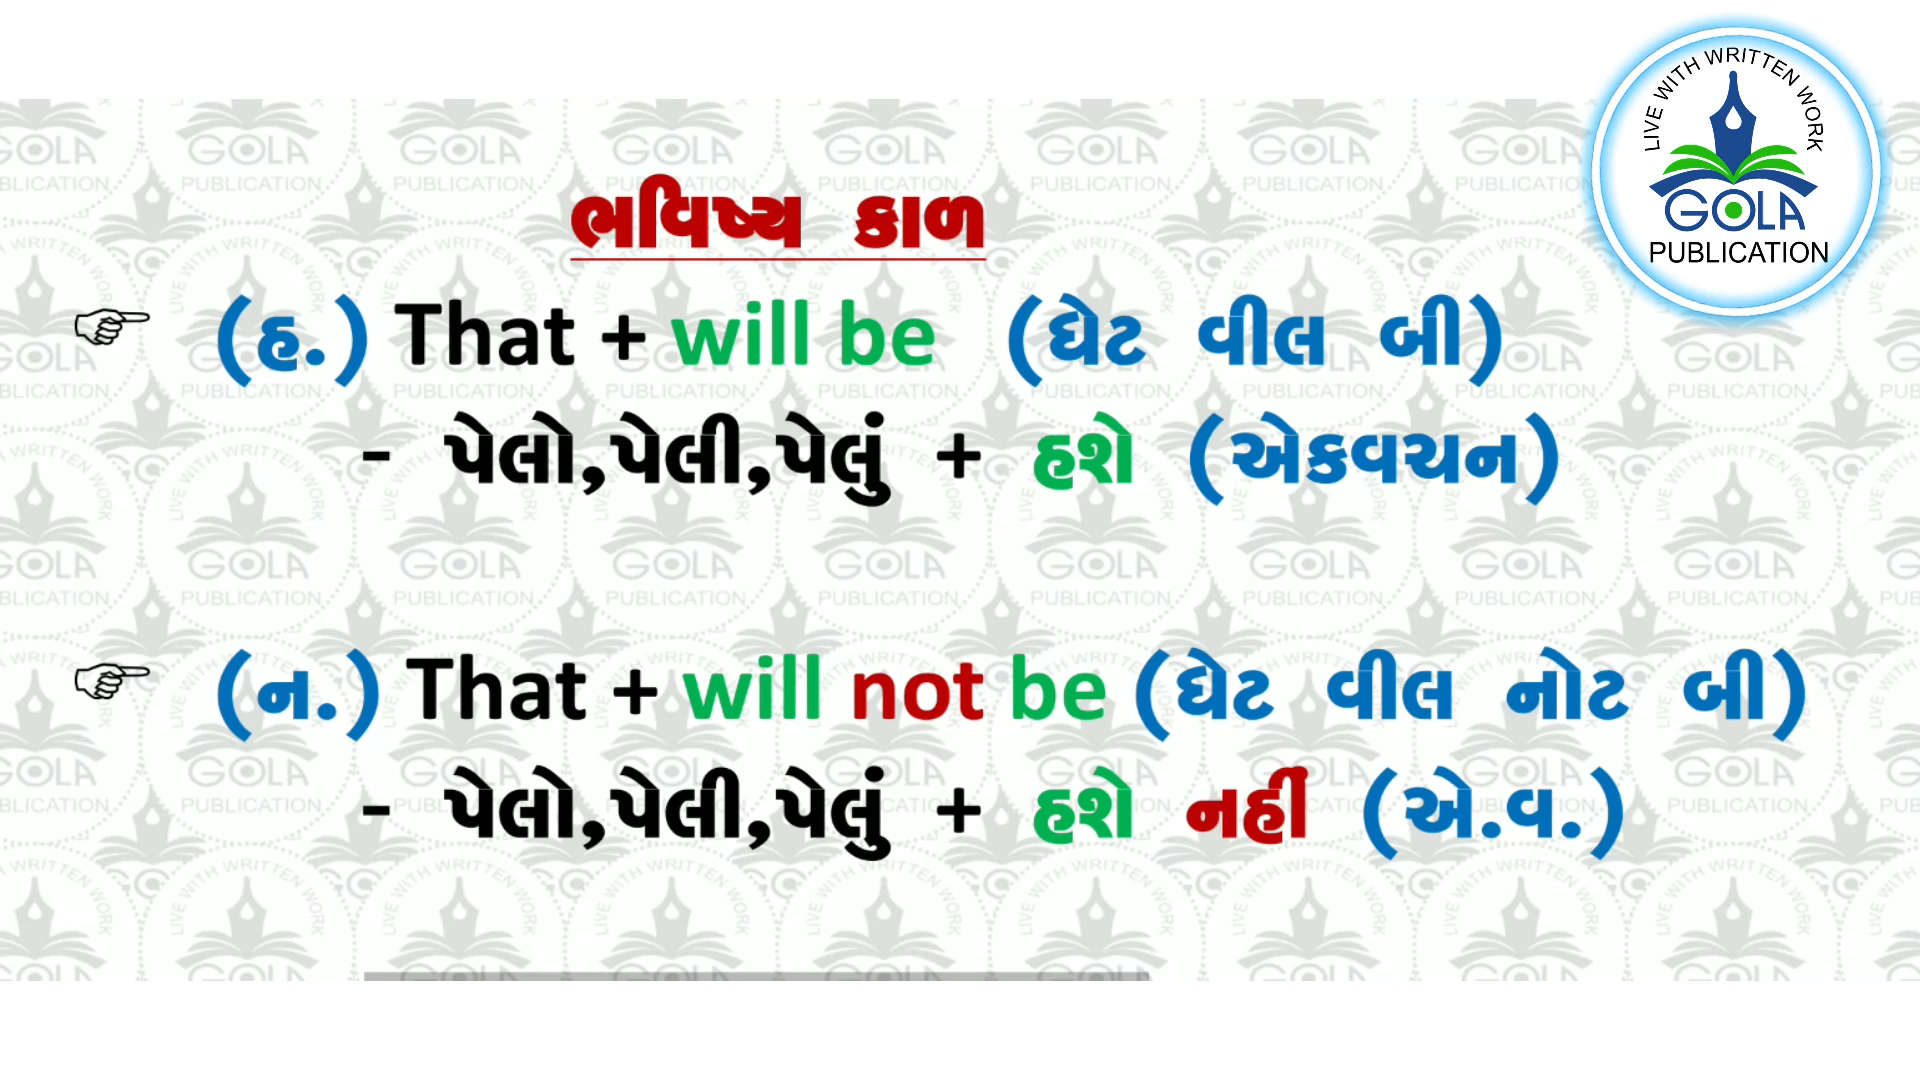 LIVE WITH WRITTEN WORK
GOLA
PUBLICATION
ભવિષ્ય કાળ
(હ.) That + will be (ધેટ વીલ બી)
- પેલો,પેલી,પેલું + હશે (એકવચન)
(ન.) That + will not be (ધેટ વીલ નોટ બી)
- પેલો,પેલી,પેલું + હશે નહીં (એ.વ.)